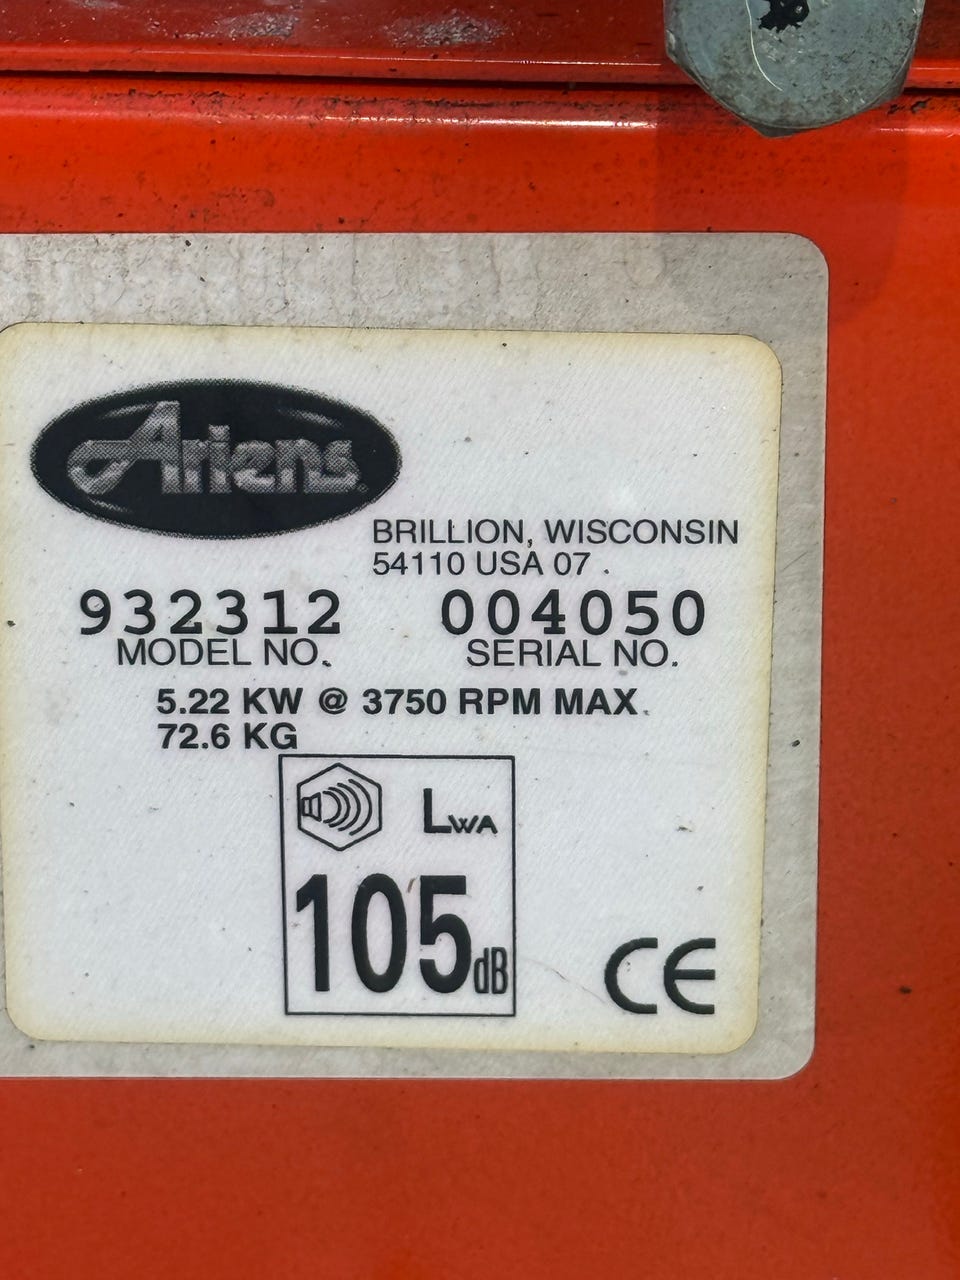 Ariens
BRILLION, WISCONSIN
54110 USA 07
932312 004050
MODEL NO. SERIAL NO.
5.22 KW @ 3750 RPM MAX.
72.6 KG
LWA
105dB
CE